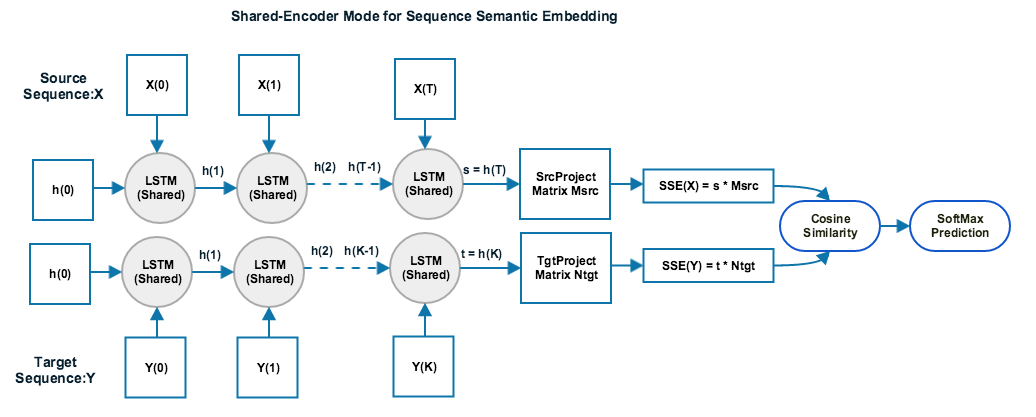 Shared-Encoder Mode for Sequence Semantic Embedding
Source
Sequence:X
X(0)
X(1)
X(T)
h(0)
LSTM
(Shared)
h(1)
LSTM
(Shared)
h(2)
h(T-1)
LSTM
(Shared)
s = h(T)
SrcProject
Matrix Msrc
SSE(X) = s * Msrc
Cosine
Similarity
SoftMax
Prediction
h(0)
LSTM
(Shared)
h(1)
LSTM
(Shared)
h(2)
h(K-1)
LSTM
(Shared)
t = h(K)
TgtProject
Matrix Ntgt
SSE(Y) = t * Ntgt
Target
Sequence:Y
Y(0)
Y(1)
Y(K)